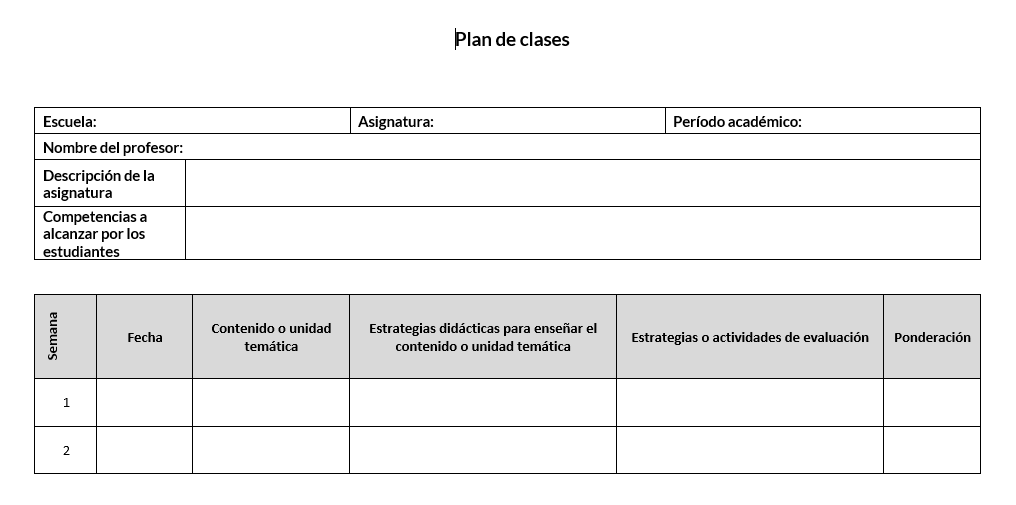 Plan de clases
Escuela:
Asignatura:
Período académico:
Nombre del profesor:
Descripción de la
asignatura
Competencias a
alcanzar por los
estudiantes
Semana
Fecha
Contenido o unidad
temática
Estrategias didácticas para enseñar el
contenido o unidad temática
Estrategias o actividades de evaluación
Ponderación
1
2